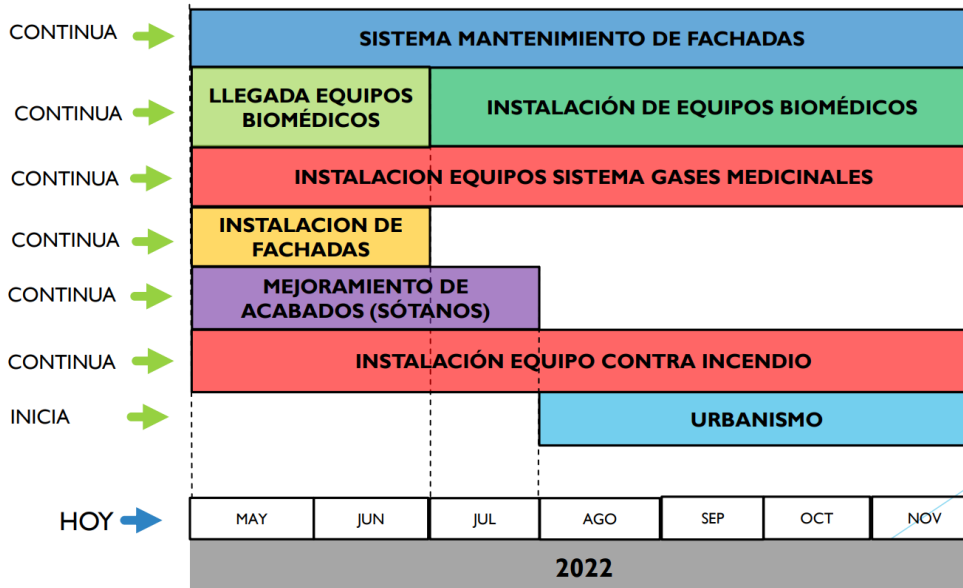 CONTINUA
SISTEMA MANTENIMIENTO DE FACHADAS
CONTINUA
LLEGADA EQUIPOS
BIOMÉDICOS
INSTALACIÓN DE EQUIPOS BIOMÉDICOS
CONTINUA
INSTALACION EQUIPOS SISTEMA GASES MEDICINALES
CONTINUA
INSTALACION DE
FACHADAS
CONTINUA
MEJORAMIENTO DE
ACABADOS (SÓTANOS)
CONTINUA
INSTALACIÓN EQUIPO CONTRA INCENDIO
INICIA
URBANISMO
HOY
MAY
JUN
JUL
AGO
SEP
OCT
NOV
2022